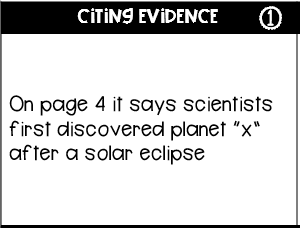 CITING EVIDENCE 1
On page 4 it says scientists
first discovered planet "x"
after a solar eclipse